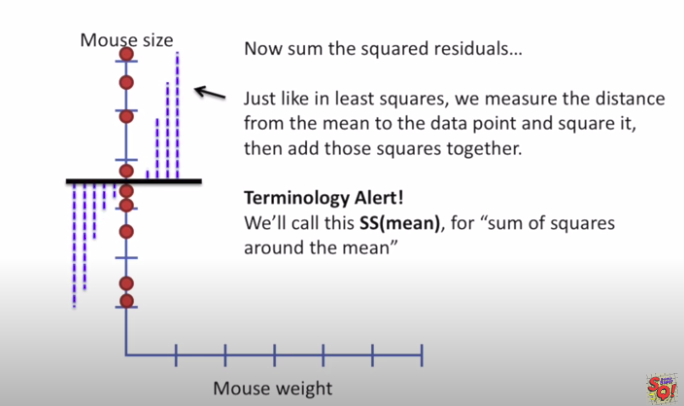 Mouse size
Now sum the squared residuals...
Just like in least squares, we measure the distance
from the mean to the data point and square it,
then add those squares together.
Terminology Alert!
We’ll call this SS(mean), for “sum of squares
around the mean”
Mouse weight
SQ!